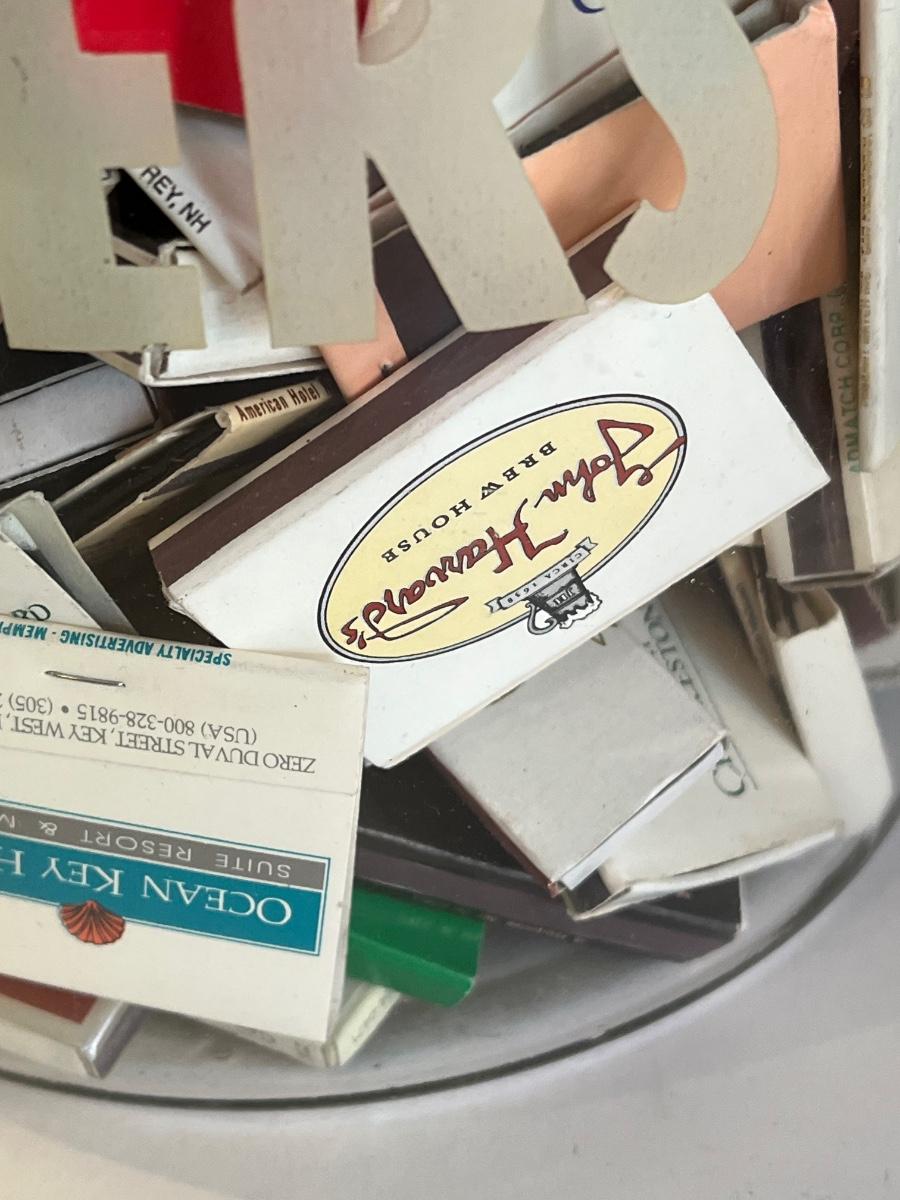 ERS
REY, NH
American Hotel
ADMATCH CORP
John Harvard's
BREW HOUSE
CIRCA 1638
SPECIALTY ADVERTISING - MEMP
(USA) 800-328-9815 • (305)
ZERO DUVAL STREET, KEY WEST,
SUITE RESORT & M
OCEAN KEY H